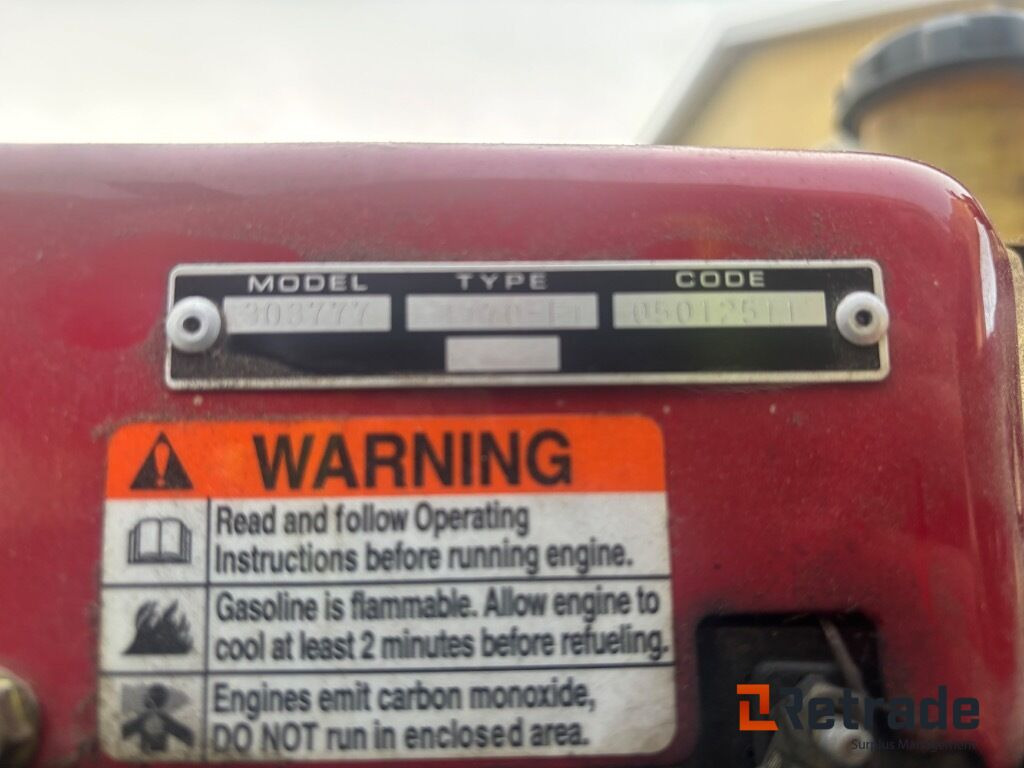 MODEL TYPE CODE
303777 05012511
WARNING
Read and follow Operating
Instructions before running engine.
Gasoline is flammable. Allow engine to
cool at least 2 minutes before refueling.
Engines emit carbon monoxide,
DO NOT run in enclosed area.
Retrade
Surplus Management